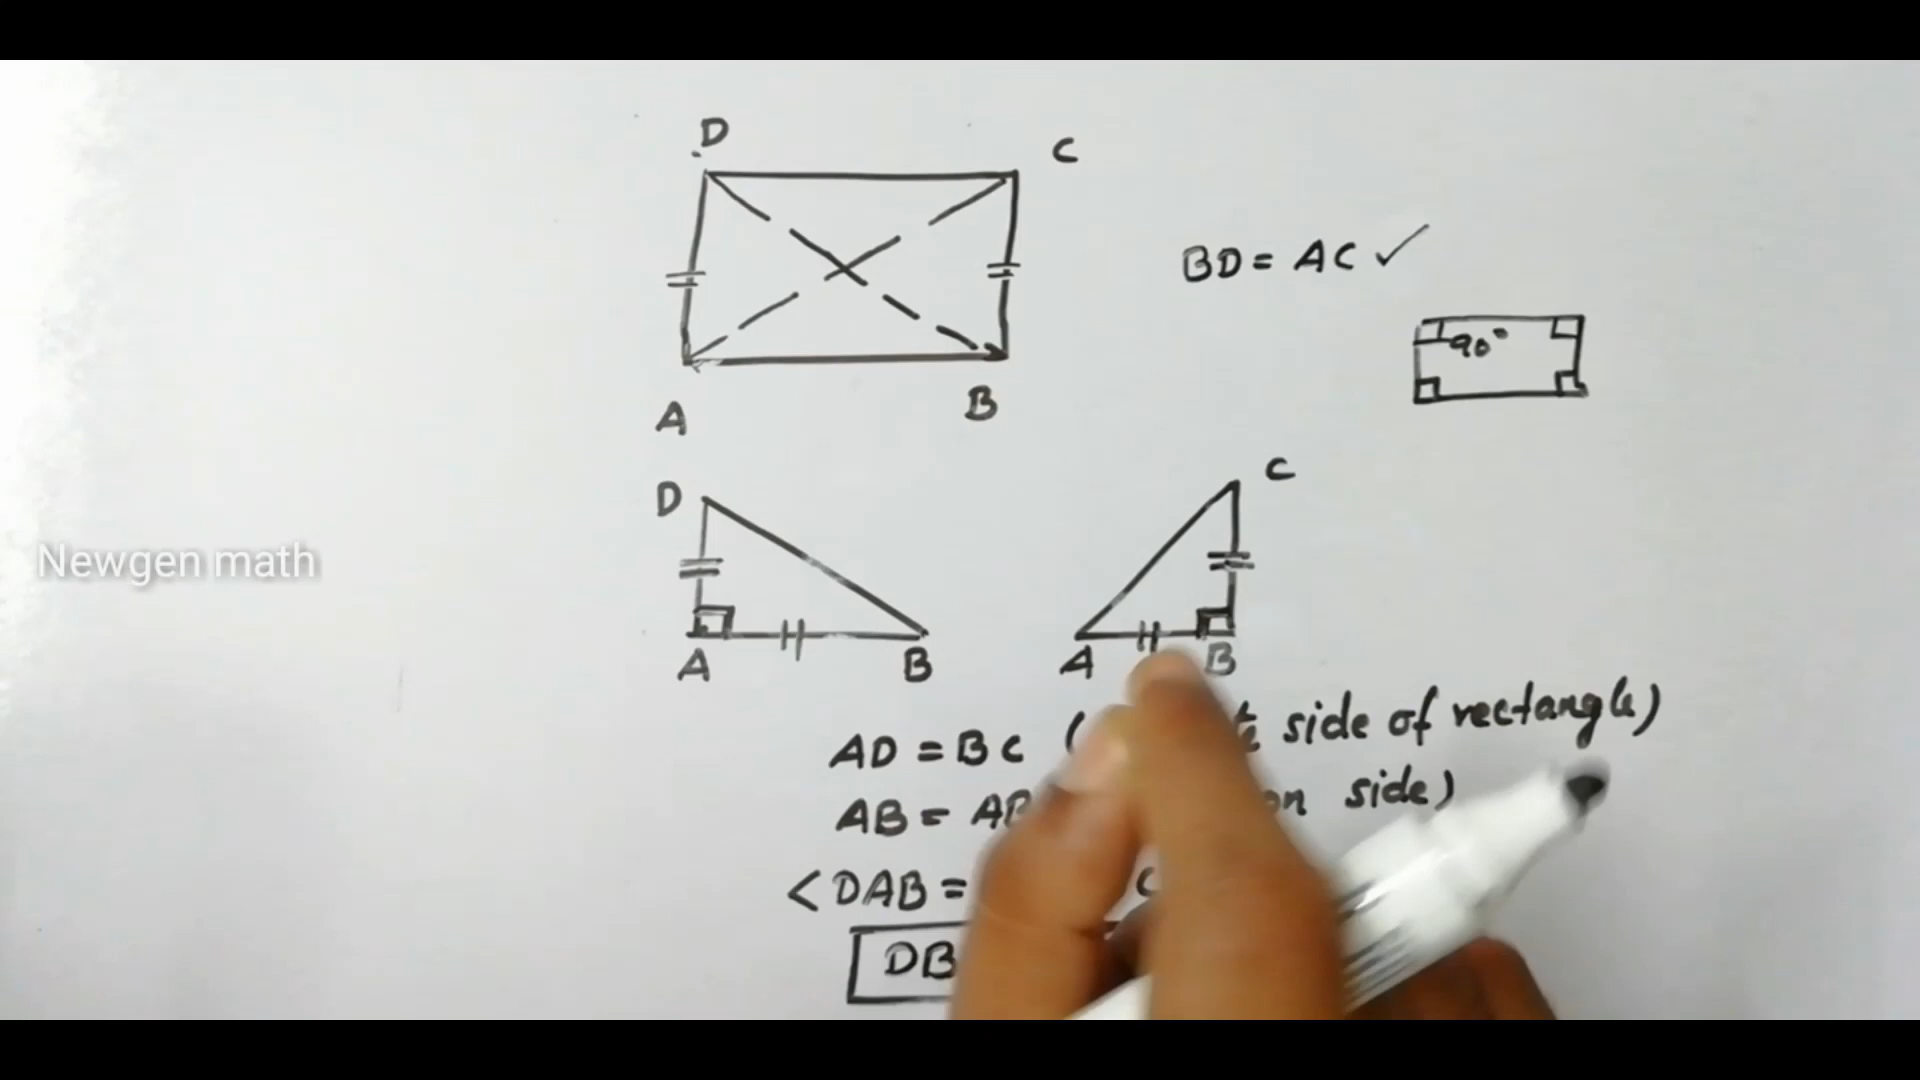 D
C
BD = AC ✓
90°
A
B
C
D
Newgen math
A
B
A
B
AD = BC ( side of rectangle)
AB = AB side)
<DAB =
DB